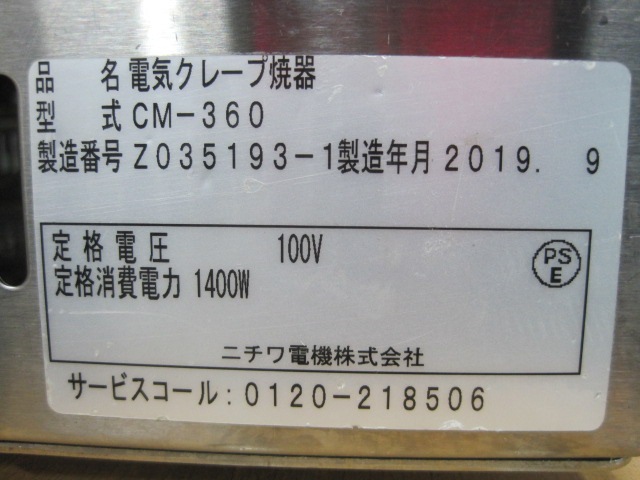 品 名 電気クレープ焼器
型 式 CM-360
製造番号 Z035193-1 製造年月 2019. 9
定格電圧 100V
定格消費電力 1400W
PS
E
ニチワ電機株式会社
サービスコール:0120-218506